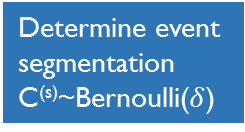 Determine event
segmentation
C⁽ˢ⁾~Bernoulli(δ)